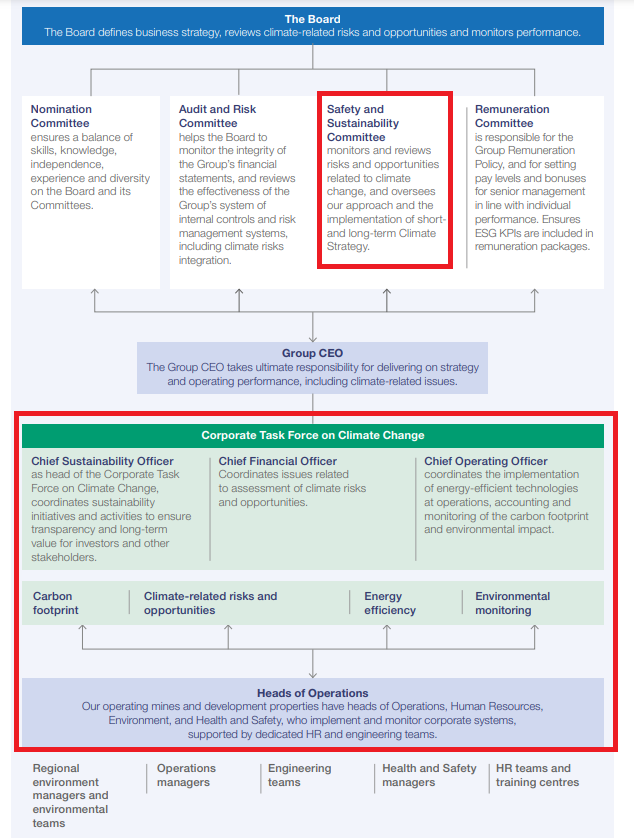 The Board
The Board defines business strategy, reviews climate-related risks and opportunities and monitors performance.
Nomination
Committee
ensures a balance of
skills, knowledge,
independence,
experience and diversity
on the Board and its
Committees.
Audit and Risk
Committee
helps the Board to
monitor the integrity of
the Group's financial
statements, and reviews
the effectiveness of the
Group's system of
internal controls and risk
management systems,
including climate risks
integration.
Safety and
Sustainability
Committee
monitors and reviews
risks and opportunities
related to climate
change, and oversees
our approach and the
implementation of short-
and long-term Climate
Strategy.
Remuneration
Committee
is responsible for the
Group Remuneration
Policy, and for setting
pay levels and bonuses
for senior management
in line with individual
performance. Ensures
ESG KPIs are included in
remuneration packages.
Group CEO
The Group CEO takes ultimate responsibility for delivering on strategy
and operating performance, including climate-related issues.
Corporate Task Force on Climate Change
Chief Sustainability Officer
as head of the Corporate Task
Force on Climate Change,
coordinates sustainability
initiatives and activities to ensure
transparency and long-term
value for investors and other
stakeholders.
Chief Financial Officer
Coordinates issues related
to assessment of climate risks
and opportunities.
Chief Operating Officer
coordinates the implementation
of energy-efficient technologies
at operations, accounting and
monitoring of the carbon footprint
and environmental impact.
Carbon
footprint
Climate-related risks and
opportunities
Energy
efficiency
Environmental
monitoring
Heads of Operations
Our operating mines and development properties have heads of Operations, Human Resources,
Environment, and Health and Safety, who implement and monitor corporate systems,
supported by dedicated HR and engineering teams.
Regional
environment
managers and
environmental
teams
Operations
managers
Engineering
teams
Health and Safety
managers
HR teams and
training centres